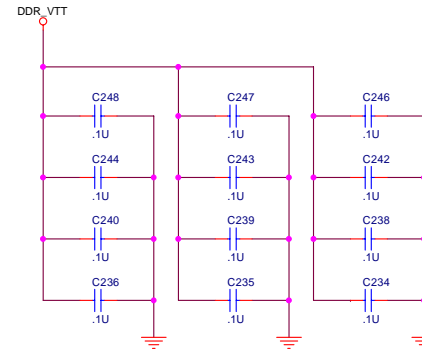 DDR_VTT
C248 C247 C246
.1U .1U .1U
C244 C243 C242
.1U .1U .1U
C240 C239 C238
.1U .1U .1U
C236 C235 C234
.1U .1U .1U